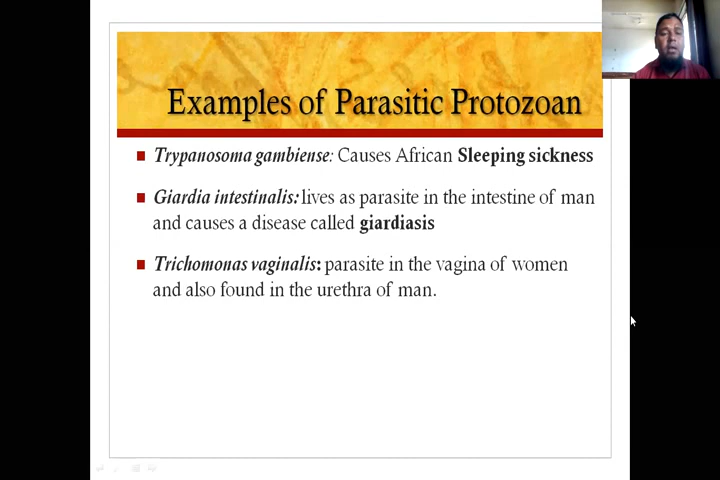 Examples of Parasitic Protozoan
Trypanosoma gambiense: Causes African Sleeping sickness
Giardia intestinalis: lives as parasite in the intestine of man
and causes a disease called giardiasis
Trichomonas vaginalis: parasite in the vagina of women
and also found in the urethra of man.